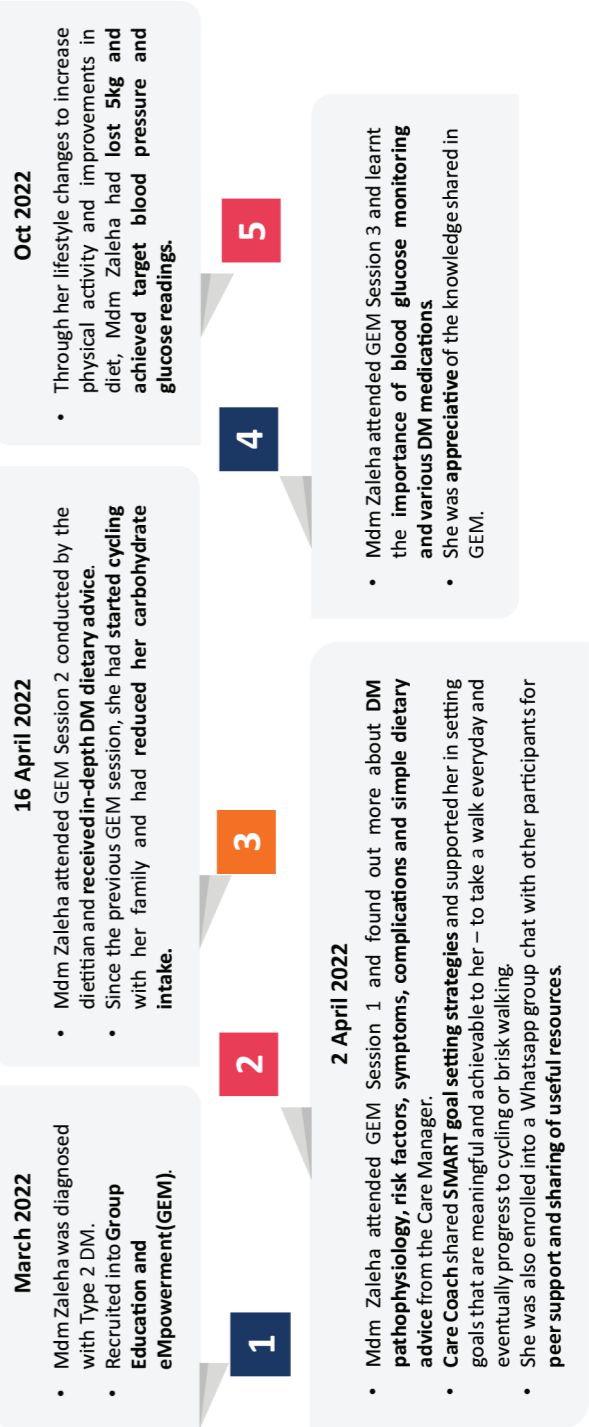 March 2022
• Mdm Zaleha was diagnosed
with Type 2 DM.
• Recruited into Group
Education and
eMpowerment(GEM).
1
2 April 2022
• Mdm Zaleha attended GEM Session 1 and found out more about DM
pathophysiology, risk factors, symptoms, complications and simple dietary
advice from the Care Manager.
• Care Coach shared SMART goal setting strategies and supported her in setting
goals that are meaningful and achievable to her – to take a walk everyday and
eventually progress to cycling or brisk walking.
• She was also enrolled into a Whatsapp group chat with other participants for
peer support and sharing of useful resources.
2
16 April 2022
• Mdm Zaleha attended GEM Session 2 conducted by the
dietitian and received in-depth DM dietary advice.
• Since the previous GEM session, she had started cycling
with her family and had reduced her carbohydrate
intake.
3
• Mdm Zaleha attended GEM Session 3 and learnt
the importance of blood glucose monitoring
and various DM medications.
• She was appreciative of the knowledge shared in
GEM.
4
Oct 2022
• Through her lifestyle changes to increase
physical activity and improvements in
diet, Mdm Zaleha had lost 5kg and
achieved target blood pressure and
glucose readings.
5